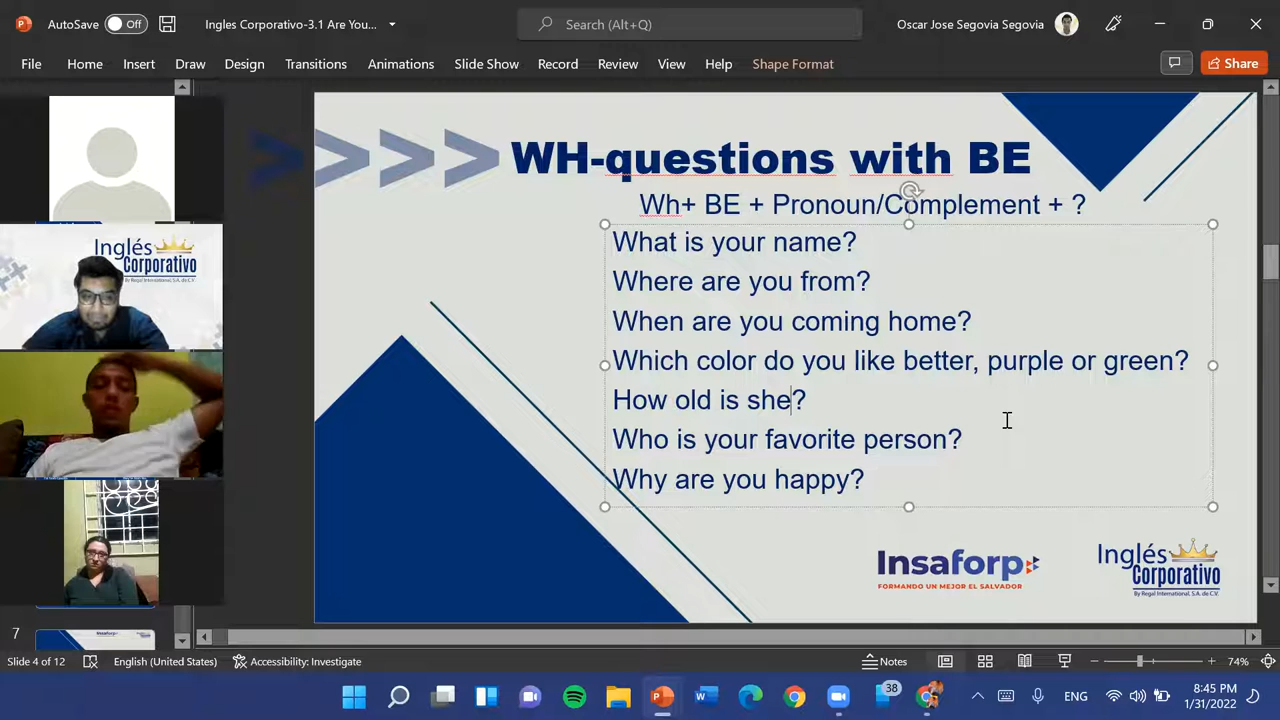 AutoSave Off Ingles Corporativo-3.1 Are You... Search (Alt+Q) Oscar Jose Segovia Segovia
File Home Insert Draw Design Transitions Animations Slide Show Record Review View Help Shape Format Share
WH-questions with BE
Wh+ BE + Pronoun/Complement + ?
What is your name?
Where are you from?
When are you coming home?
Which color do you like better, purple or green?
How old is she?
Who is your favorite person?
Why are you happy?
Insaforp
FORMANDO UN MEJOR EL SALVADOR
Inglés
Corporativo
By Regal International, S.A. de C.V.
Inglés
Corporativo
By Regal International, S.A. de C.V.
7
Slide 4 of 12 English (United States) Accessibility: Investigate Notes 74%
38 ENG 8:45 PM
1/31/2022